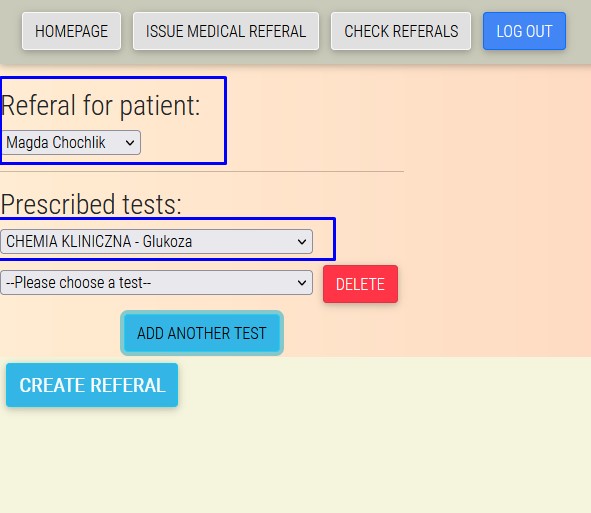 HOMEPAGE ISSUE MEDICAL REFERAL CHECK REFERALS LOG OUT
Referal for patient:
Magda Chochlik
Prescribed tests:
CHEMIA KLINICZNA - Glukoza
--Please choose a test-- DELETE
ADD ANOTHER TEST
CREATE REFERAL